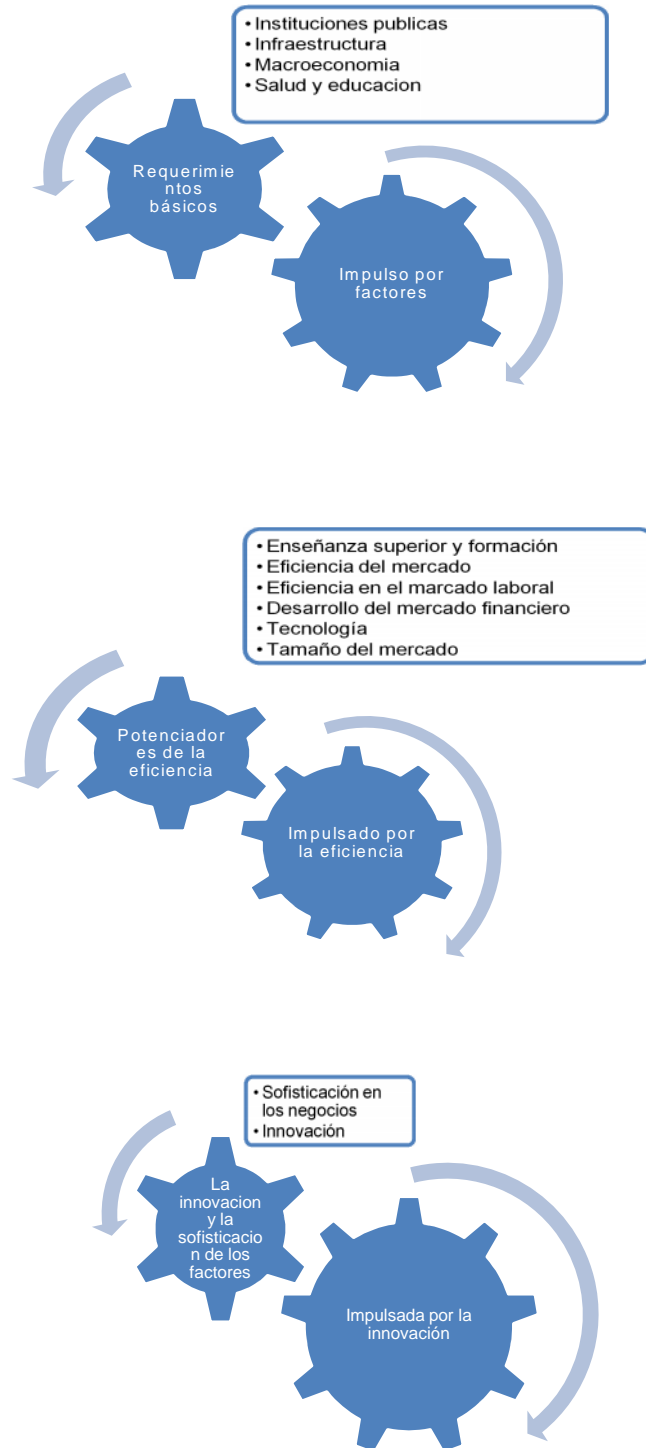 • Instituciones publicas
• Infraestructura
• Macroeconomia
• Salud y educacion
Requerimie
ntos
básicos
Impulso por
factores
• Enseñanza superior y formación
• Eficiencia del mercado
• Eficiencia en el marcado laboral
• Desarrollo del mercado financiero
• Tecnología
• Tamaño del mercado
Potenciador
es de la
eficiencia
Impulsado por
la eficiencia
• Sofisticación en
los negocios
• Innovación
La
innovacion
y la
sofisticacio
n de los
factores
Impulsada por la
innovación